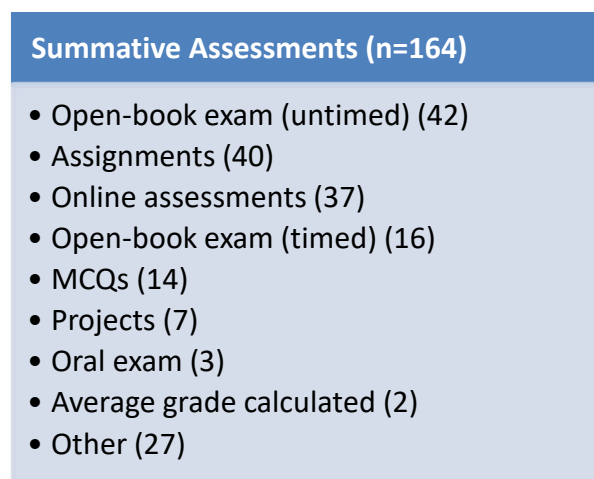 Summative Assessments (n=164)
• Open-book exam (untimed) (42)
• Assignments (40)
• Online assessments (37)
• Open-book exam (timed) (16)
• MCQs (14)
• Projects (7)
• Oral exam (3)
• Average grade calculated (2)
• Other (27)